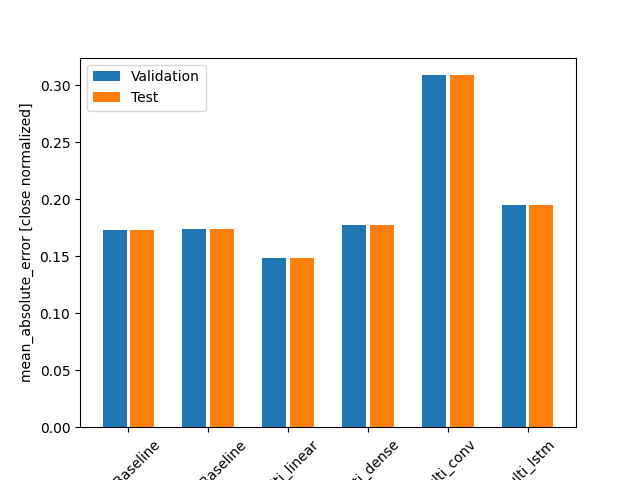 mean_absolute_error [close normalized]
0.30
0.25
0.20
0.15
0.10
0.05
0.00
Validation
Test
Baseline
Baseline
lti_linear
ti_dense
ulti_conv
ulti_lstm